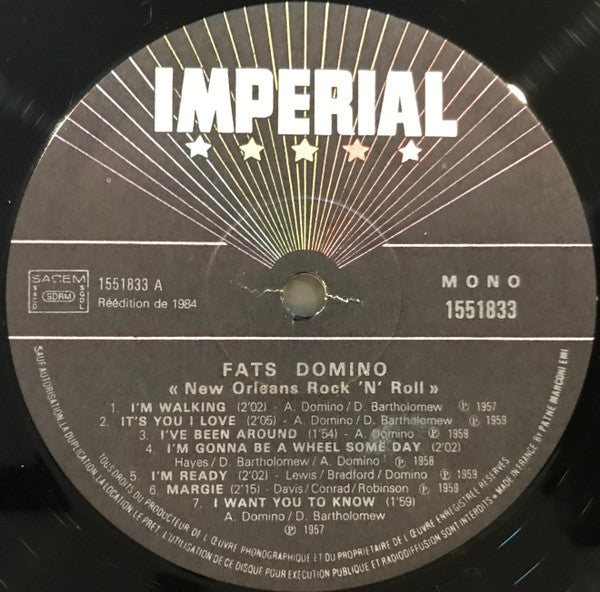 IMPERIAL
SACEM
SACD
SDRM
SGDL
1551833 A
Réédition de 1984
MONO
1551833
FATS DOMINO
« New Orleans Rock 'N' Roll »
1. I'M WALKING (2'02) - A. Domino / D. Bartholomew ℗ 1957
2. IT'S YOU I LOVE (2'05) - A. Domino / D. Bartholomew ℗ 1959
3. I'VE BEEN AROUND (1'54) - A. Domino ℗ 1959
4. I'M GONNA BE A WHEEL SOME DAY (2'02)
Hayes / D. Bartholomew / A. Domino ℗ 1958
5. I'M READY (2'02) - Lewis / Bradford / Domino ℗ 1959
6. MARGIE (2'15) - Davis / Conrad / Robinson ℗ 1959
7. I WANT YOU TO KNOW (1'59)
A. Domino / D. Bartholomew
℗ 1957
TOUS DROITS DU PRODUCTEUR DE L'ŒUVRE PHONOGRAPHIQUE ET DU PROPRIETAIRE DE L'ŒUVRE ENREGISTREE RESERVES
SAUF AUTORISATION, LA DUPLICATION, LA LOCATION, LE PRET, L'UTILISATION DE CE DISQUE POUR EXECUTION PUBLIQUE ET RADIODIFFUSION SONT INTERDITS • MADE IN FRANCE BY PATHE MARCONI EMI